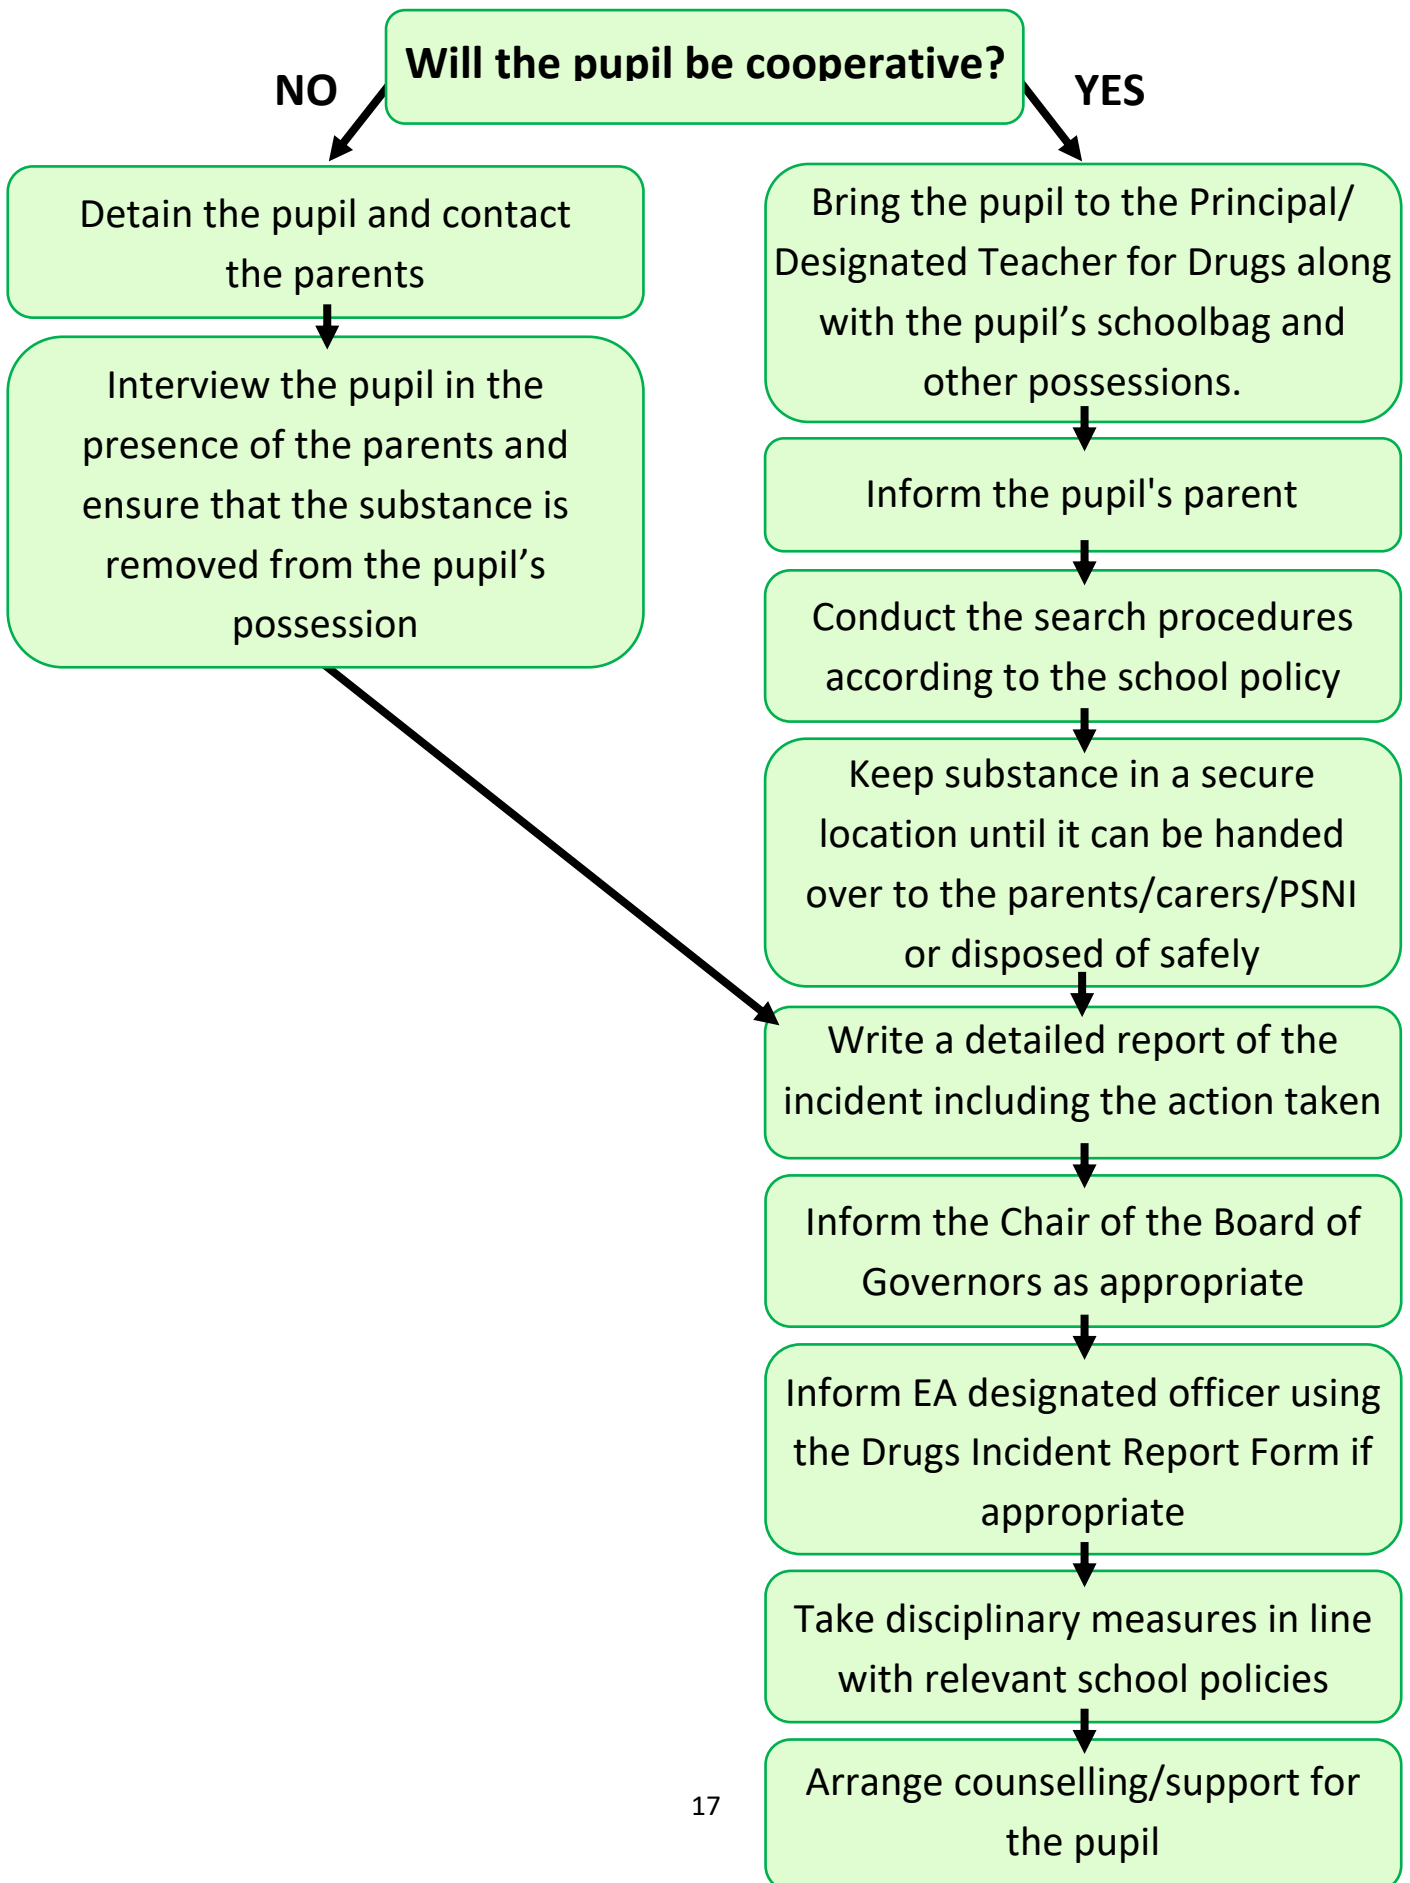 Will the pupil be cooperative?
NO
YES
Detain the pupil and contact
the parents
Interview the pupil in the
presence of the parents and
ensure that the substance is
removed from the pupil’s
possession
Bring the pupil to the Principal/
Designated Teacher for Drugs along
with the pupil’s schoolbag and
other possessions.
Inform the pupil's parent
Conduct the search procedures
according to the school policy
Keep substance in a secure
location until it can be handed
over to the parents/carers/PSNI
or disposed of safely
Write a detailed report of the
incident including the action taken
Inform the Chair of the Board of
Governors as appropriate
Inform EA designated officer using
the Drugs Incident Report Form if
appropriate
Take disciplinary measures in line
with relevant school policies
Arrange counselling/support for
the pupil
17